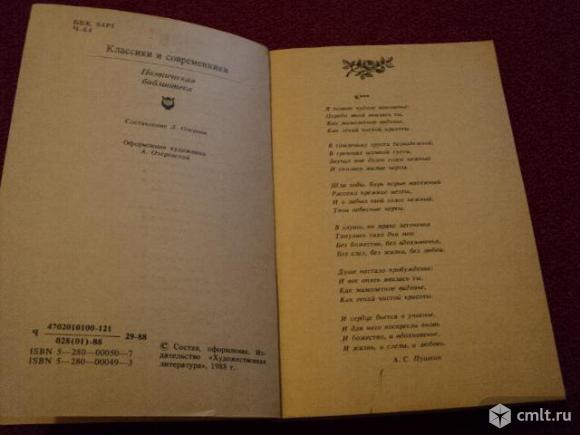 ББК 84Р1
Ч-84
Классики и современники
Поэтическая
библиотека
Составление Л. Озерова
Оформление художника
А. Озеревской
Ч 4702010100-121 29-88
028(01)-88
ISBN 5—280—00050—7
ISBN 5—280—00049—3
© Состав, оформление. Из-
дательство «Художественная
литература», 1988 г.
К***
Я помню чудное мгновенье:
Передо мной явилась ты,
Как мимолетное виденье,
Как гений чистой красоты.
В томленьях грусти безнадежной,
В тревогах шумной суеты,
Звучал мне долго голос нежный
И снились милые черты.
Шли годы. Бурь порыв мятежный
Рассеял прежние мечты,
И я забыл твой голос нежный,
Твои небесные черты.
В глуши, во мраке заточенья
Тянулись тихо дни мои
Без божества, без вдохновенья,
Без слез, без жизни, без любви.
Душе настало пробужденье:
И вот опять явилась ты,
Как мимолетное виденье,
Как гений чистой красоты.
И сердце бьется в упоенье,
И для него воскресли вновь
И божество, и вдохновенье,
И жизнь, и слезы, и любовь.
А. С. Пушкин
cmlt.ru